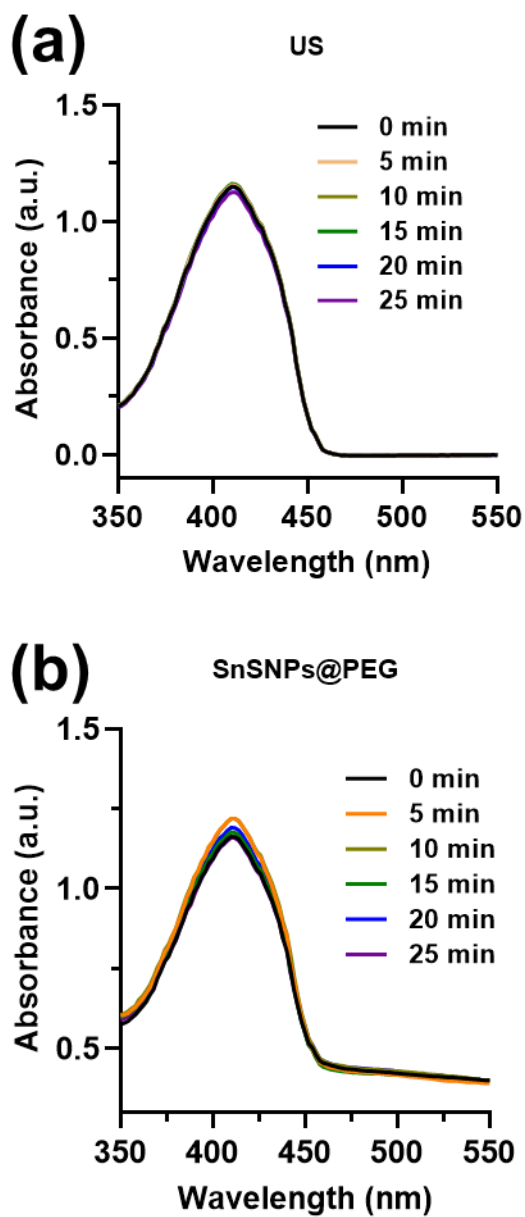 (a)
US
1.5
1.0
0.5
0.0
Absorbance (a.u.)
0 min
5 min
10 min
15 min
20 min
25 min
350 400 450 500 550
Wavelength (nm)
(b)
SnSNPs@PEG
1.5
1.0
0.5
Absorbance (a.u.)
0 min
5 min
10 min
15 min
20 min
25 min
350 400 450 500 550
Wavelength (nm)